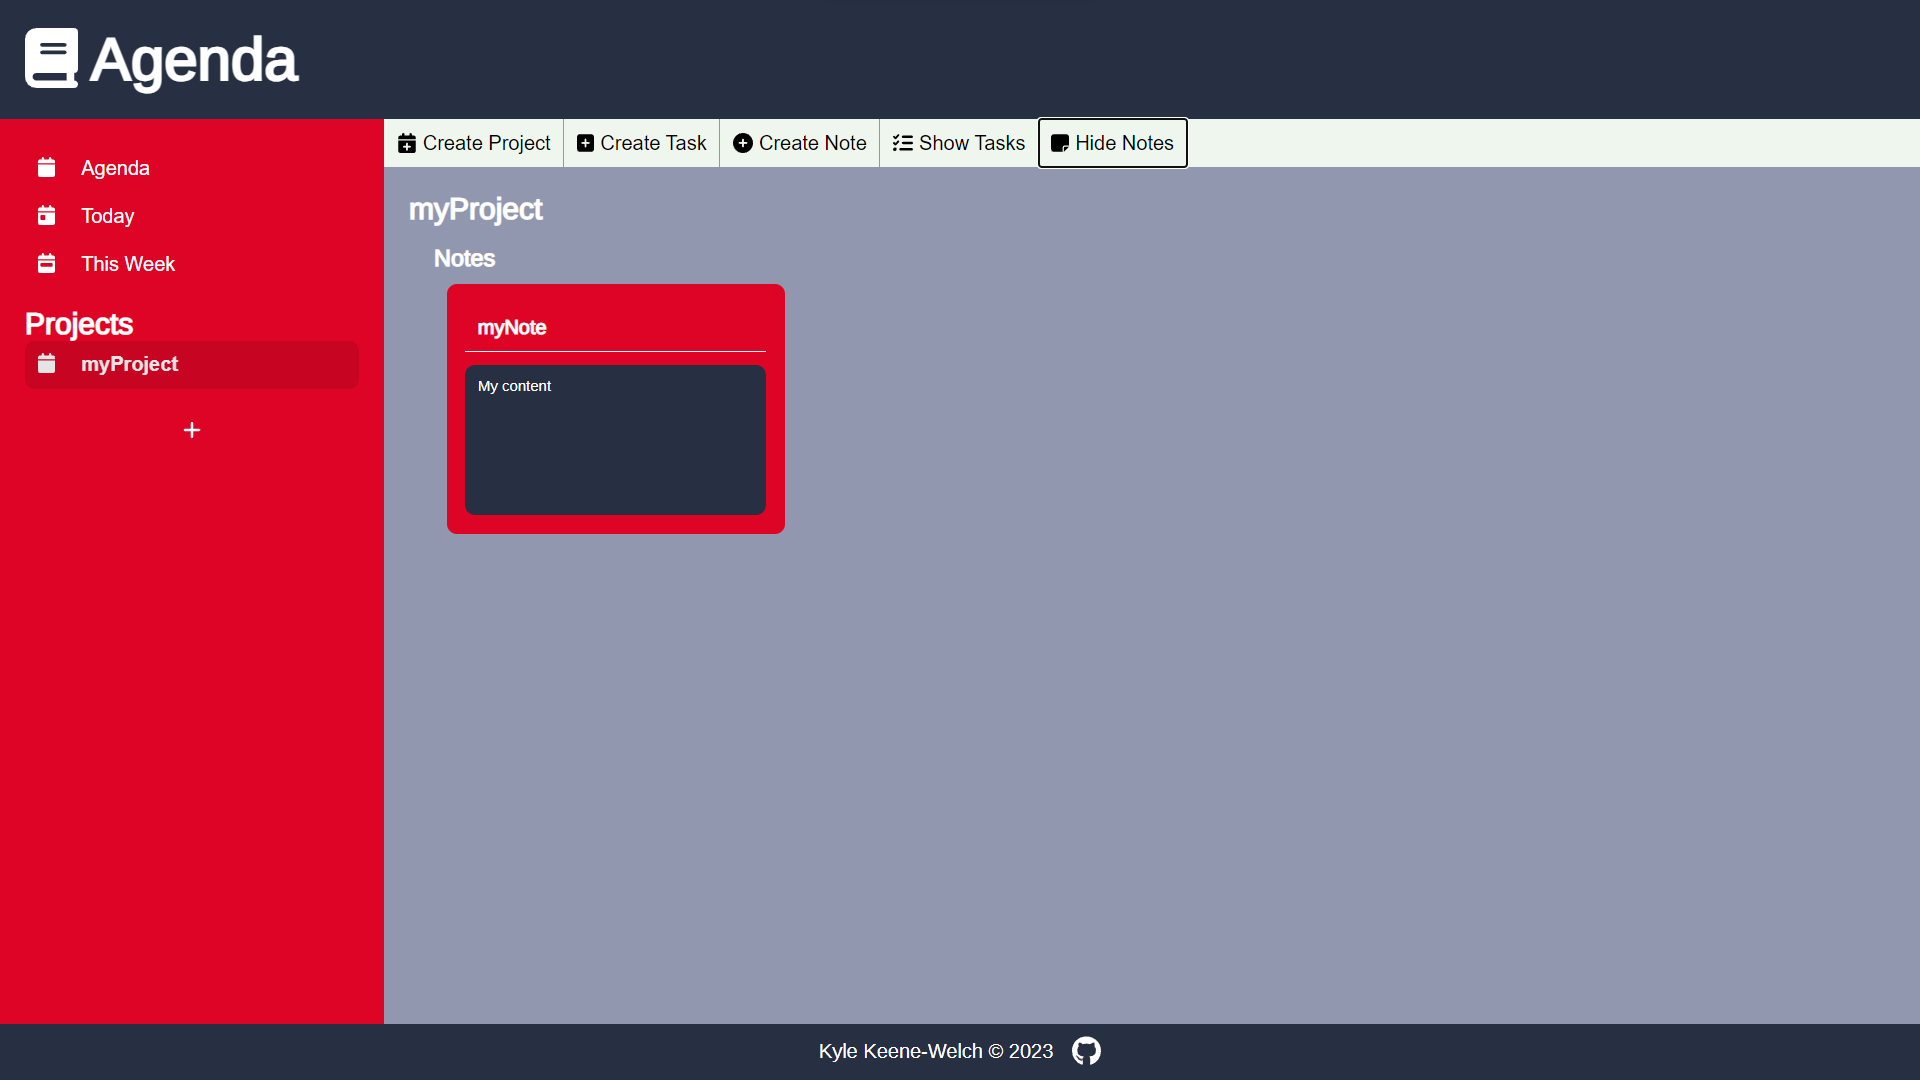 Agenda
Agenda
Today
This Week
Projects
myProject
Create Project
Create Task
Create Note
Show Tasks
Hide Notes
myProject
Notes
myNote
My content
Kyle Keene-Welch © 2023